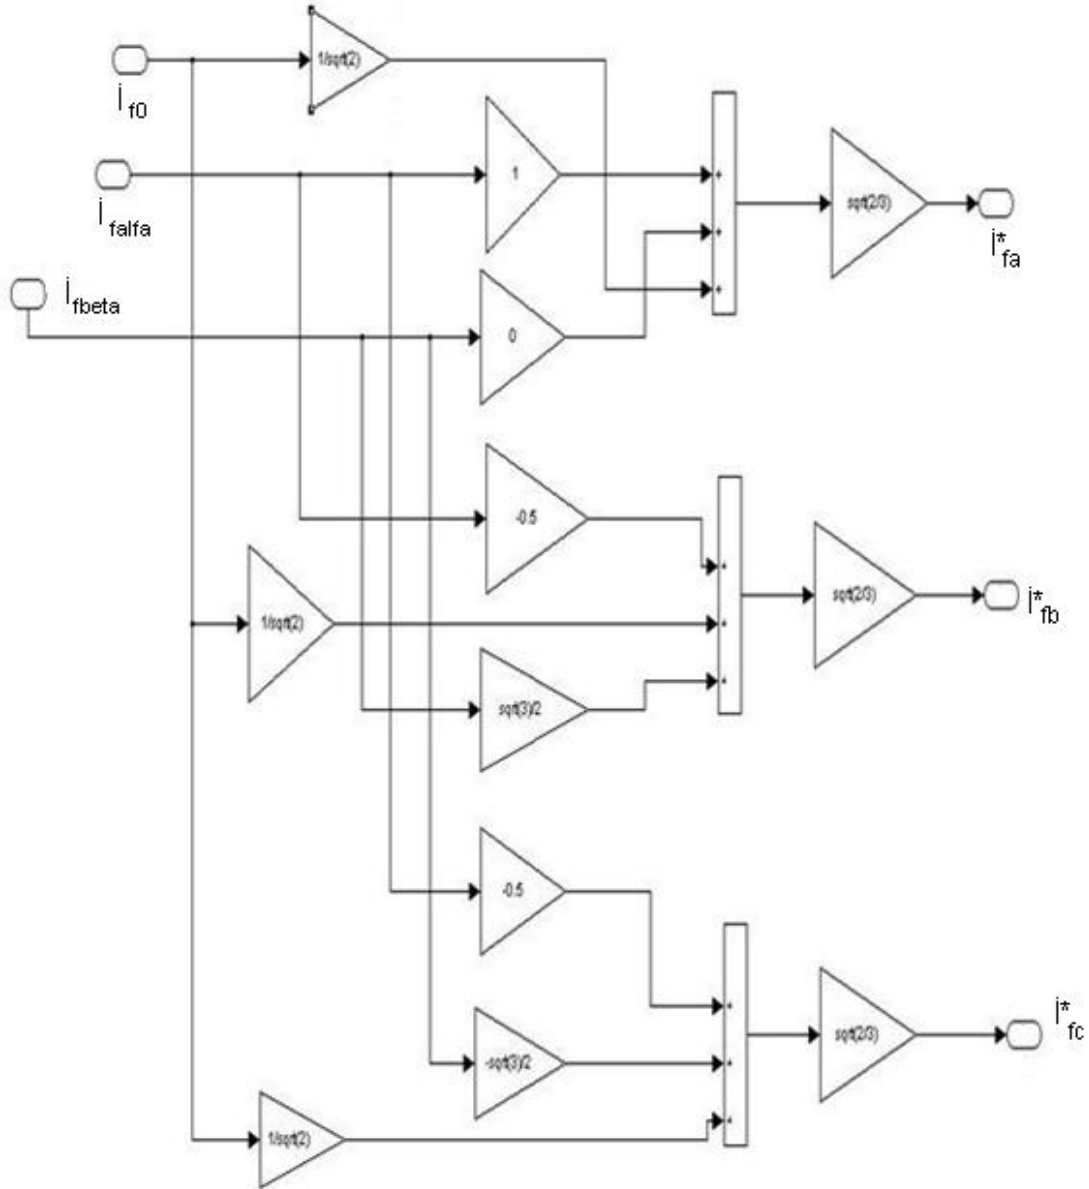 1/sqrt(2)
i f0
1
i falfa
sqrt(2/3)
i* fa
i fbeta
0
-0.5
1/sqrt(2)
sqrt(2/3)
i* fb
sqrt(3)/2
-0.5
-sqrt(3)/2
sqrt(2/3)
i* fc
1/sqrt(2)